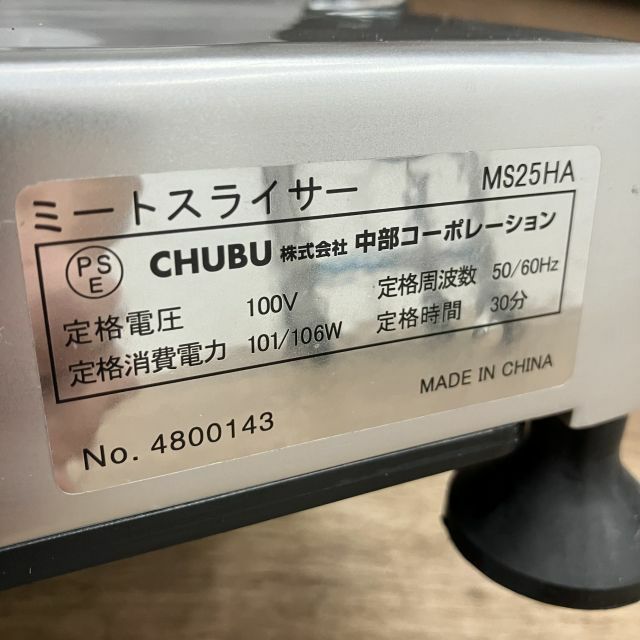 ミートスライサー MS25HA
PSE CHUBU 株式会社 中部コーポレーション
定格電圧 100V 定格周波数 50/60Hz
定格消費電力 101/106W 定格時間 30分
MADE IN CHINA
No. 4800143